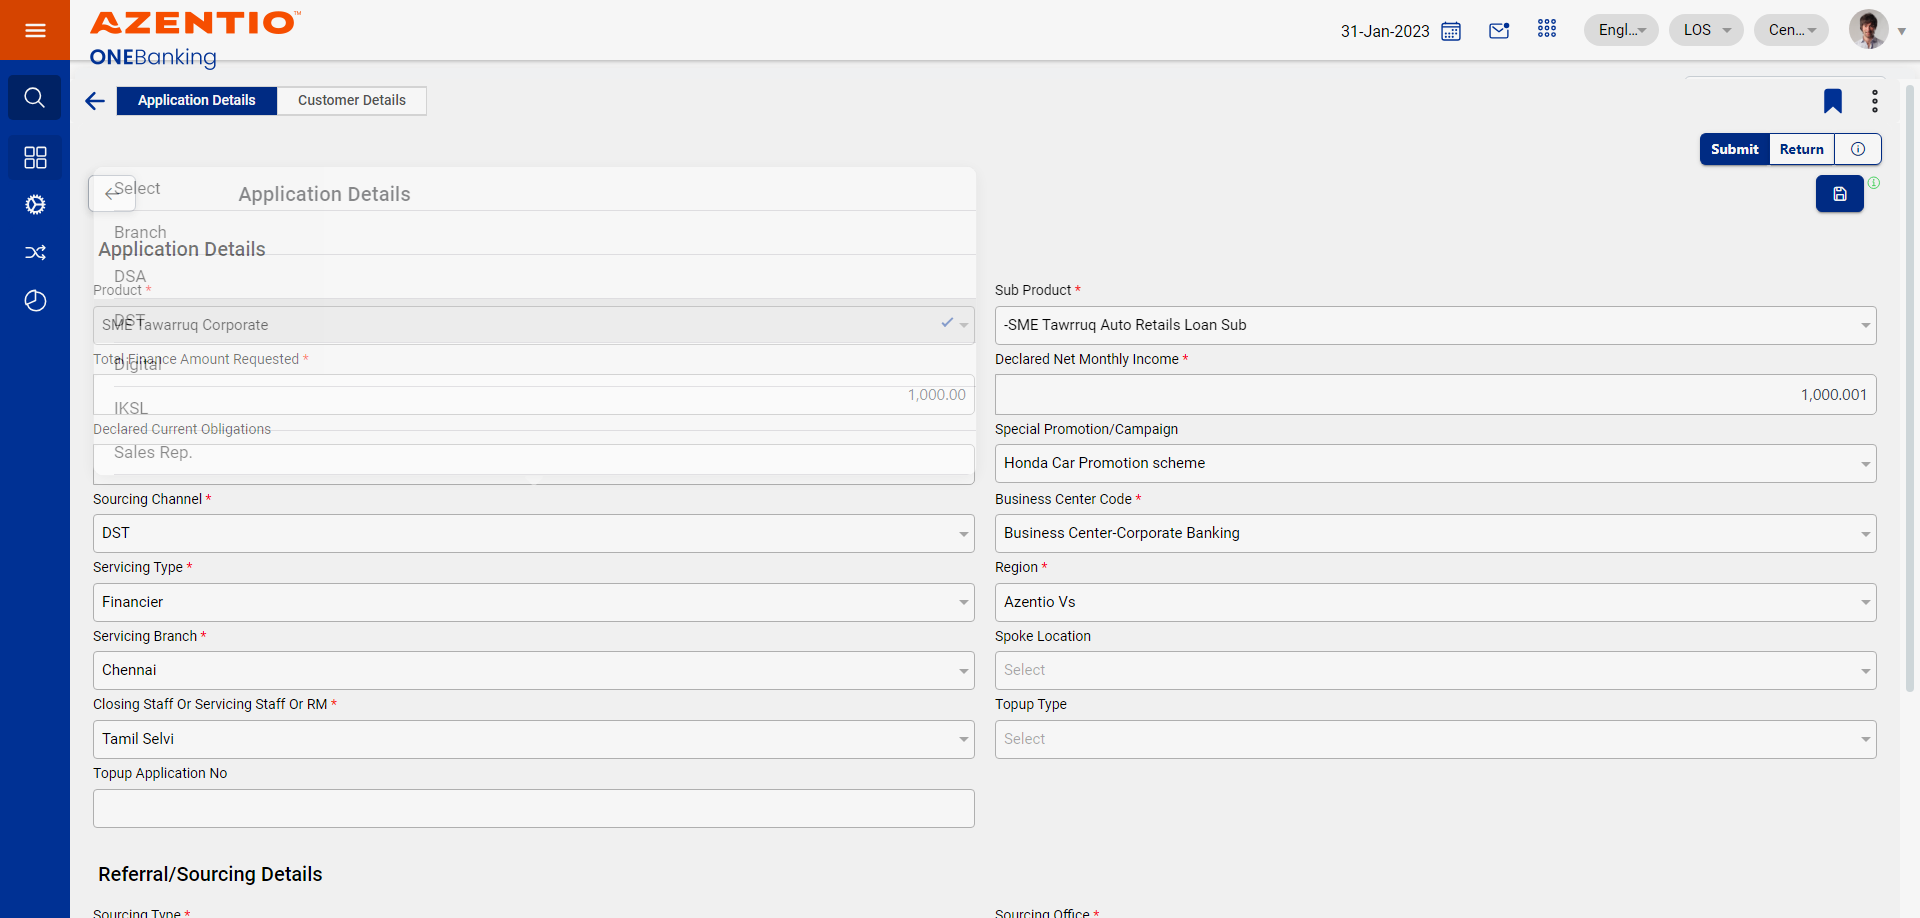 AZENTIO™
ONEBanking
31-Jan-2023
Engl...
LOS
Cen...
Application Details
Customer Details
Submit
Return
Select
Application Details
Branch
Application Details
DSA
Product *
Sub Product *
DST
SME Tawarruq Corporate
-SME Tawrruq Auto Retails Loan Sub
Total Finance Amount Requested *
Declared Net Monthly Income *
Digital
1,000.00
1,000.001
IKSL
Declared Current Obligations
Special Promotion/Campaign
Sales Rep.
Honda Car Promotion scheme
Sourcing Channel *
Business Center Code *
DST
Business Center-Corporate Banking
Servicing Type *
Region *
Financier
Azentio Vs
Servicing Branch *
Spoke Location
Chennai
Select
Closing Staff Or Servicing Staff Or RM *
Topup Type
Tamil Selvi
Select
Topup Application No
Referral/Sourcing Details
Sourcing Type *
Sourcing Office *